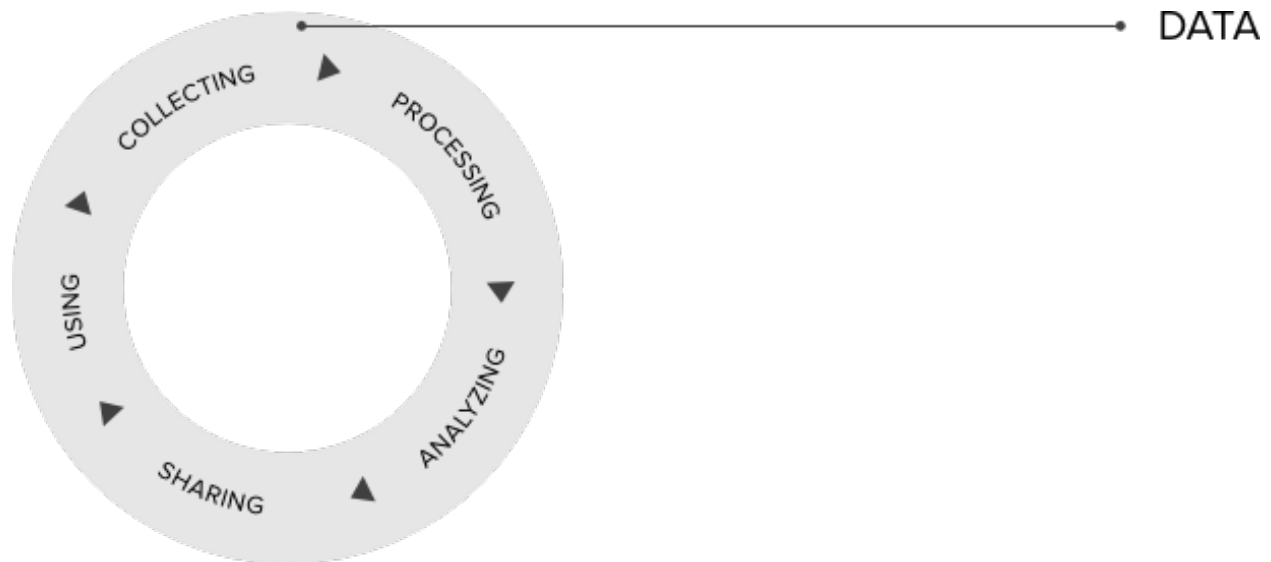 DATA
COLLECTING
PROCESSING
ANALYZING
SHARING
USING